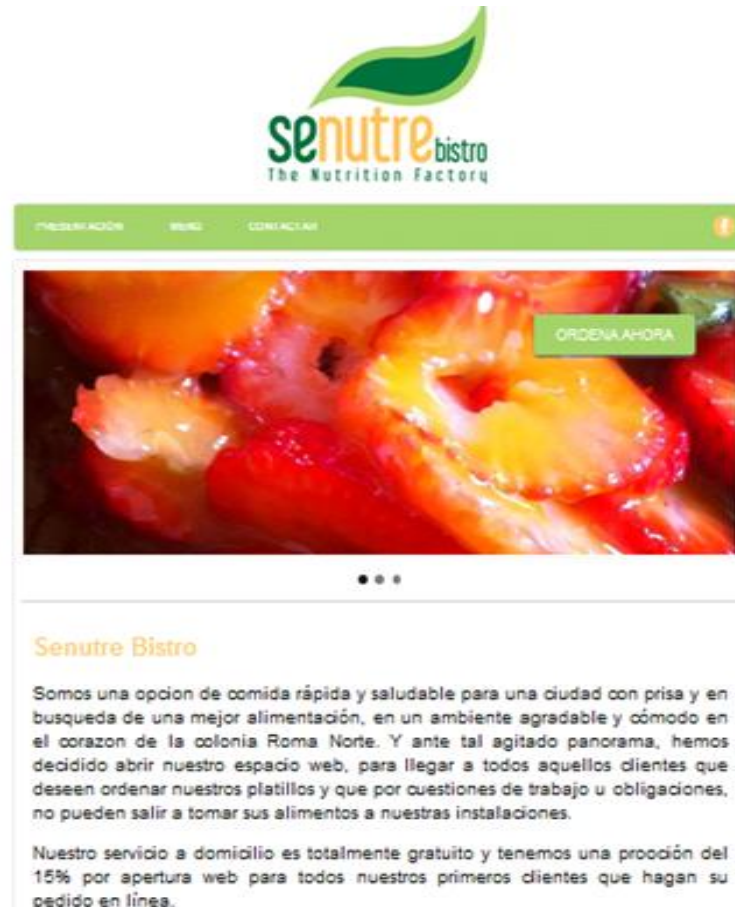 senutre bistro
The Nutrition Factory
PRESENTACIÓN MENÚ CONTACTAR
f
ORDENA AHORA
Senutre Bistro
Somos una opcion de comida rápida y saludable para una ciudad con prisa y en
busqueda de una mejor alimentación, en un ambiente agradable y cómodo en
el corazon de la colonia Roma Norte. Y ante tal agitado panorama, hemos
decidido abrir nuestro espacio web, para llegar a todos aquellos clientes que
deseen ordenar nuestros platillos y que por cuestiones de trabajo u obligaciones,
no pueden salir a tomar sus alimentos a nuestras instalaciones.
Nuestro servicio a domicilio es totalmente gratuito y tenemos una prooción del
15% por apertura web para todos nuestros primeros clientes que hagan su
pedido en línea.